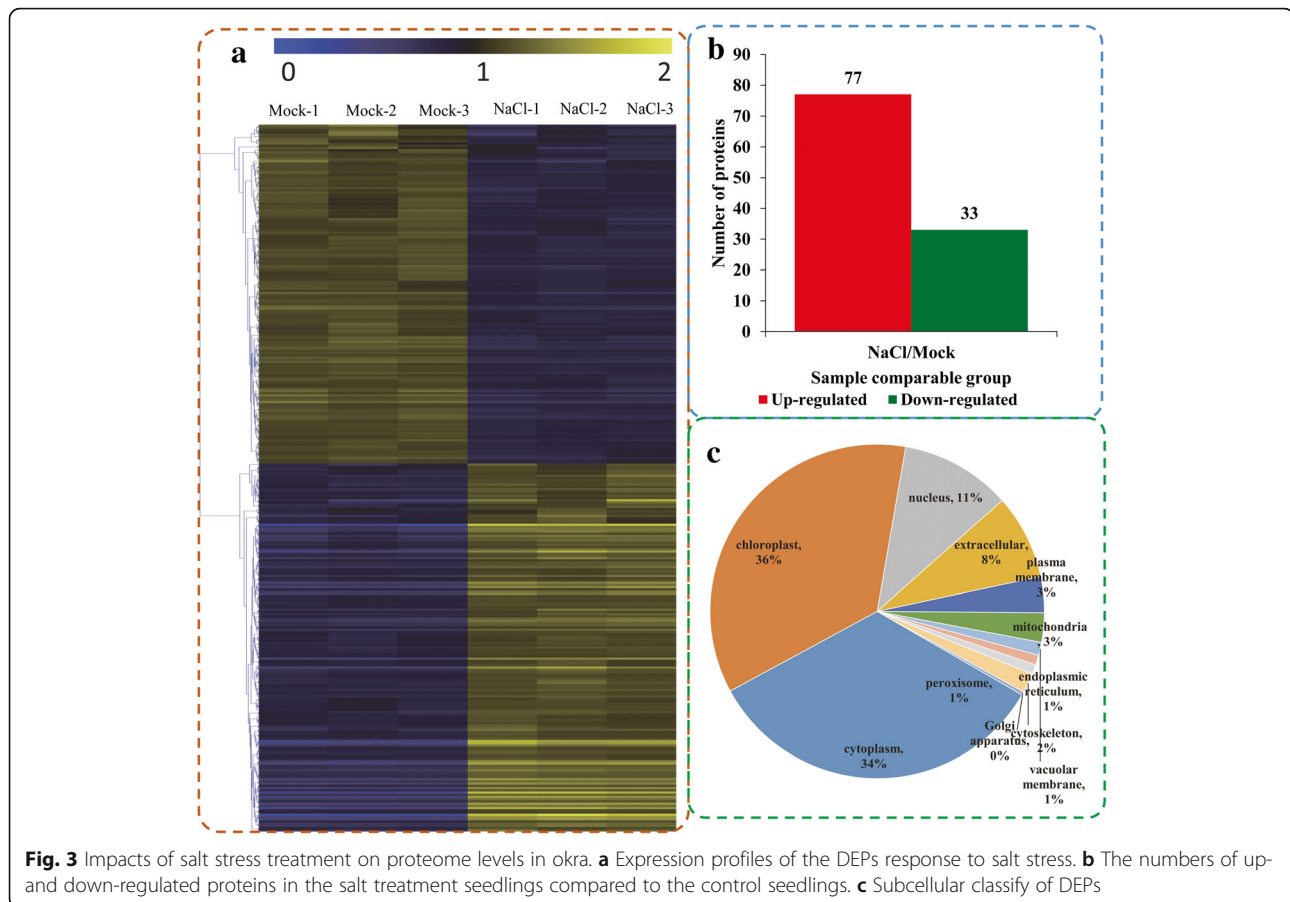 a
0 1 2
Mock-1 Mock-2 Mock-3 NaCl-1 NaCl-2 NaCl-3
b
90
80
70
60
50
40
30
20
10
0
Number of proteins
77
33
NaCl/Mock
Sample comparable group
Up-regulated Down-regulated
c
nucleus, 11%
chloroplast,
36%
extracellular,
8%
plasma
membrane,
3%
mitochondria
, 3%
endoplasmic
reticulum,
1%
peroxisome,
1%
Golgi
apparatus,
0%
cytoskeleton,
2%
cytoplasm,
34%
vacuolar
membrane,
1%
Fig. 3 Impacts of salt stress treatment on proteome levels in okra. a Expression profiles of the DEPs response to salt stress. b The numbers of up-
and down-regulated proteins in the salt treatment seedlings compared to the control seedlings. c Subcellular classify of DEPs